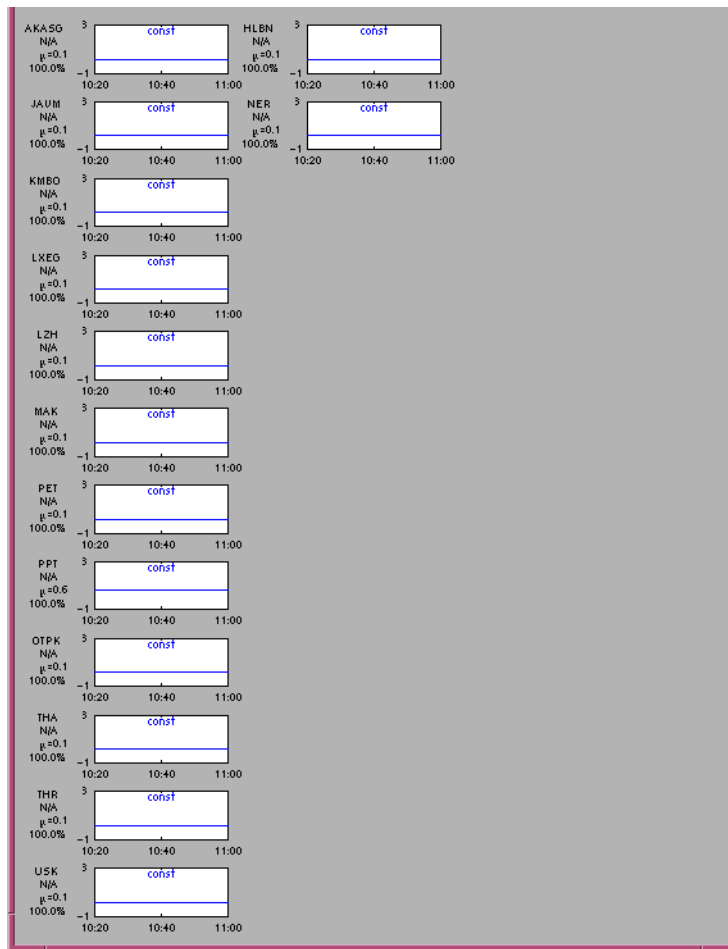 AKASG 3 const
N/A
μ=0.1
100.0% -1
10:20 10:40 11:00
HLBN 3 const
N/A
μ=0.1
100.0% -1
10:20 10:40 11:00
JAVM 3 const
N/A
μ=0.1
100.0% -1
10:20 10:40 11:00
NER 3 const
N/A
μ=0.1
100.0% -1
10:20 10:40 11:00
KMBO 3 const
N/A
μ=0.1
100.0% -1
10:20 10:40 11:00
LXEG 3 const
N/A
μ=0.1
100.0% -1
10:20 10:40 11:00
LZH 3 const
N/A
μ=0.1
100.0% -1
10:20 10:40 11:00
MAK 3 const
N/A
μ=0.1
100.0% -1
10:20 10:40 11:00
PET 3 const
N/A
μ=0.1
100.0% -1
10:20 10:40 11:00
PPT 3 const
N/A
μ=0.6
100.0% -1
10:20 10:40 11:00
OTPK 3 const
N/A
μ=0.1
100.0% -1
10:20 10:40 11:00
THA 3 const
N/A
μ=0.1
100.0% -1
10:20 10:40 11:00
THR 3 const
N/A
μ=0.1
100.0% -1
10:20 10:40 11:00
USK 3 const
N/A
μ=0.1
100.0% -1
10:20 10:40 11:00